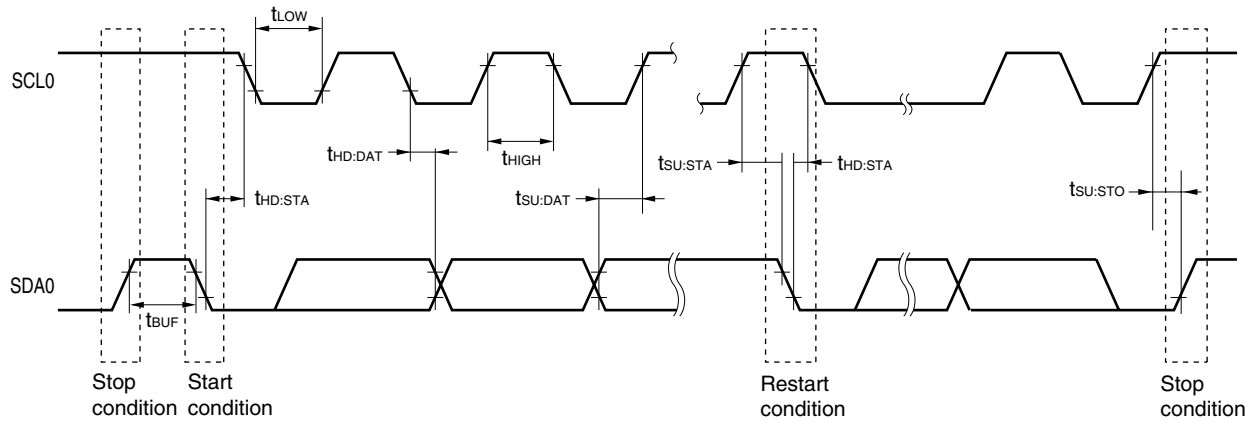 tLOW
SCL0
tHD:DAT
tHIGH
tSU:STA
tHD:STA
tHD:STA
tSU:DAT
tSU:STO
SDA0
tBUF
Stop
condition
Start
condition
Restart
condition
Stop
condition